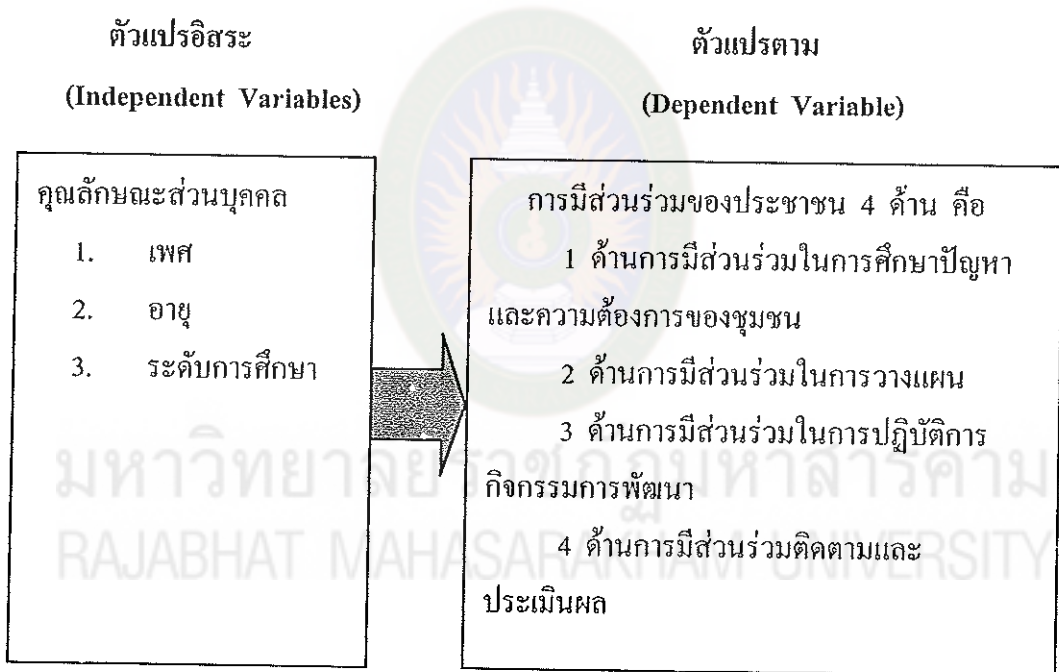 ตัวแปรอิสระ
(Independent Variables)
ตัวแปรตาม
(Dependent Variable)
คุณลักษณะส่วนบุคคล
1. เพศ
2. อายุ
3. ระดับการศึกษา
การมีส่วนร่วมของประชาชน 4 ด้าน คือ
1 ด้านการมีส่วนร่วมในการศึกษาปัญหา
และความต้องการของชุมชน
2 ด้านการมีส่วนร่วมในการวางแผน
3 ด้านการมีส่วนร่วมในการปฏิบัติการ
กิจกรรมการพัฒนา
4 ด้านการมีส่วนร่วมติดตามและ
ประเมินผล
มหาวิทยาลัยราชภัฏมหาสารคาม
RAJABHAT MAHASARAKHAM UNIVERSITY